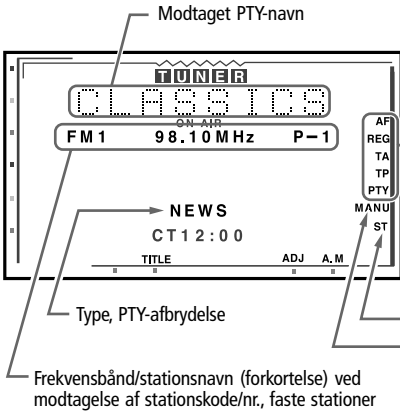 Modtaget PTY-navn
TUNER
CLASSICS
ON AIR
FM1 98.10MHz P-1
AF
REG
TA
TP
PTY
NEWS MANU
ST
CT12:00
TITLE ADJ A.M
Type, PTY-afbrydelse
Frekvensbånd/stationsnavn (forkortelse) ved
modtagelse af stationskode/nr., faste stationer